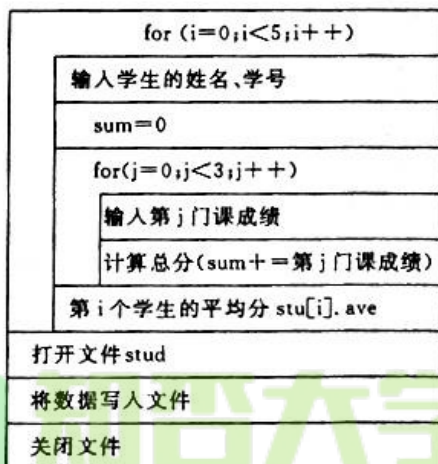 for (i=0;i<5;i++)
输入学生的姓名、学号
sum=0
for(j=0;j<3;j++)
输入第j门课成绩
计算总分(sum+=第j门课成绩)
第i个学生的平均分 stu[i].ave
打开文件stud
将数据写入文件
关闭文件